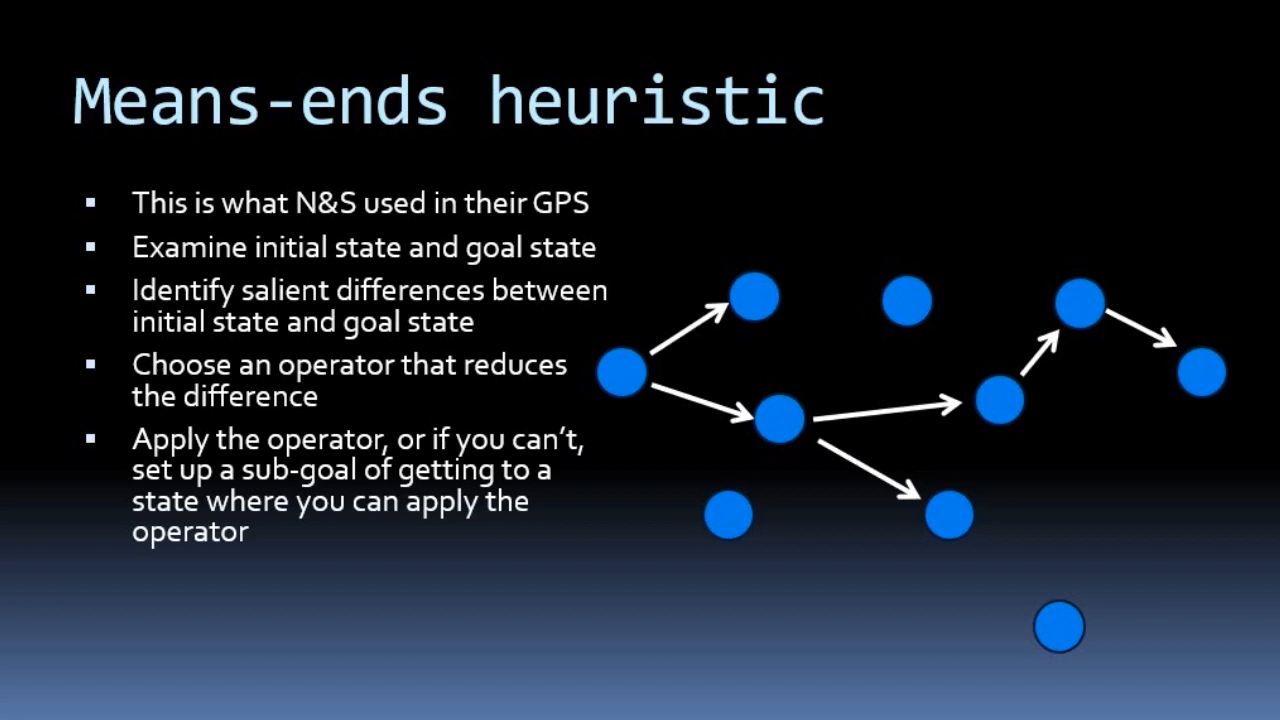 Means-ends heuristic
This is what N&S used in their GPS
Examine initial state and goal state
Identify salient differences between
initial state and goal state
Choose an operator that reduces
the difference
Apply the operator, or if you can’t,
set up a sub-goal of getting to a
state where you can apply the
operator